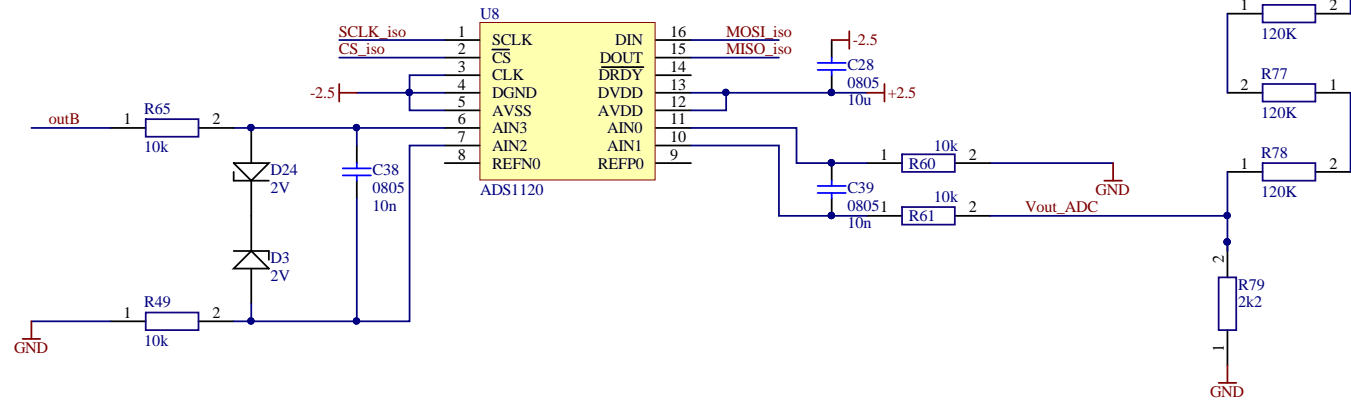 U8
SCLK_iso
1
SCLK
DIN
16
MOSI_iso
CS_iso
2
CS
DOUT
15
MISO_iso
3
CLK
DRDY
14
-2.5
4
DGND
DVDD
13
+2.5
5
AVSS
AVDD
12
6
AIN3
AIN0
11
7
AIN2
AIN1
10
8
REFN0
REFP0
9
ADS1120
-2.5
C28
0805
10u
outB
1
R65
2
10k
D24
2V
C38
0805
10n
D3
2V
R49
1
2
10k
GND
10k
1
R60
2
GND
C39
0805
10n
10k
1
R61
2
Vout_ADC
1
2
120K
R77
2
1
120K
R78
1
2
120K
2
R79
2k2
1
GND